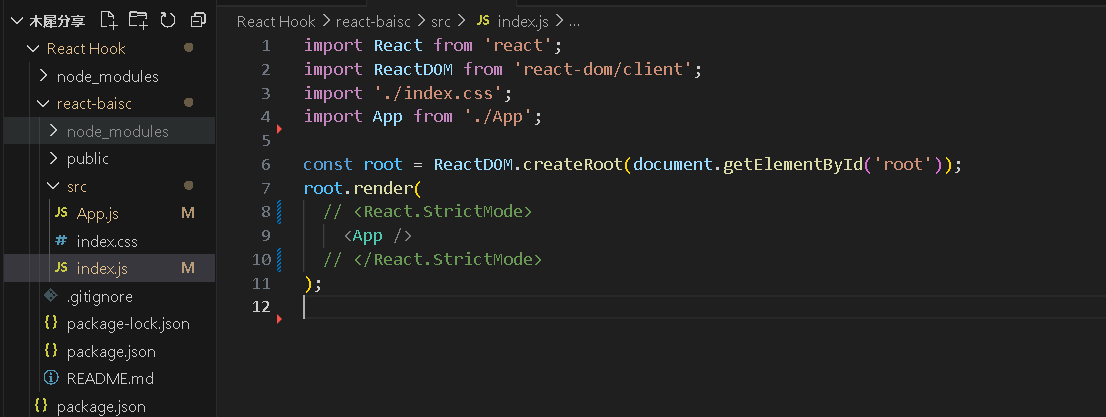 木犀分享
React Hook
node_modules
react-baisc
node_modules
public
src
JS App.js M
# index.css
JS index.js M
.gitignore
{} package-lock.json
{} package.json
README.md
{} package.json
React Hook > react-baisc > src > JS index.js > ...
1 import React from 'react';
2 import ReactDOM from 'react-dom/client';
3 import './index.css';
4 import App from './App';
5
6 const root = ReactDOM.createRoot(document.getElementById('root'));
7 root.render(
8 // <React.StrictMode>
9 <App />
10 // </React.StrictMode>
11 );
12